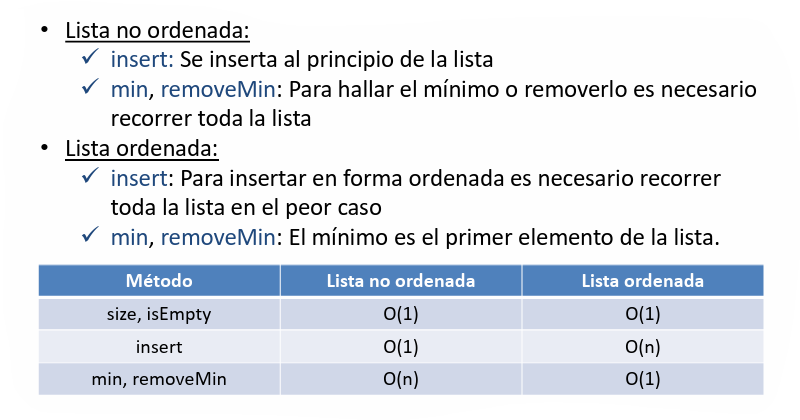 • Lista no ordenada:
✓ insert: Se inserta al principio de la lista
✓ min, removeMin: Para hallar el mínimo o removerlo es necesario
recorrer toda la lista
• Lista ordenada:
✓ insert: Para insertar en forma ordenada es necesario recorrer
toda la lista en el peor caso
✓ min, removeMin: El mínimo es el primer elemento de la lista.
Método Lista no ordenada Lista ordenada
size, isEmpty O(1) O(1)
insert O(1) O(n)
min, removeMin O(n) O(1)